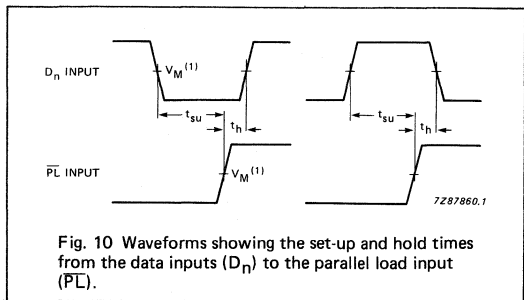 Dn INPUT
VM(1)
tsu
th
PL INPUT
VM(1)
tsu
th
7Z87860.1
Fig. 10 Waveforms showing the set-up and hold times
from the data inputs (Dn) to the parallel load input
(PL).